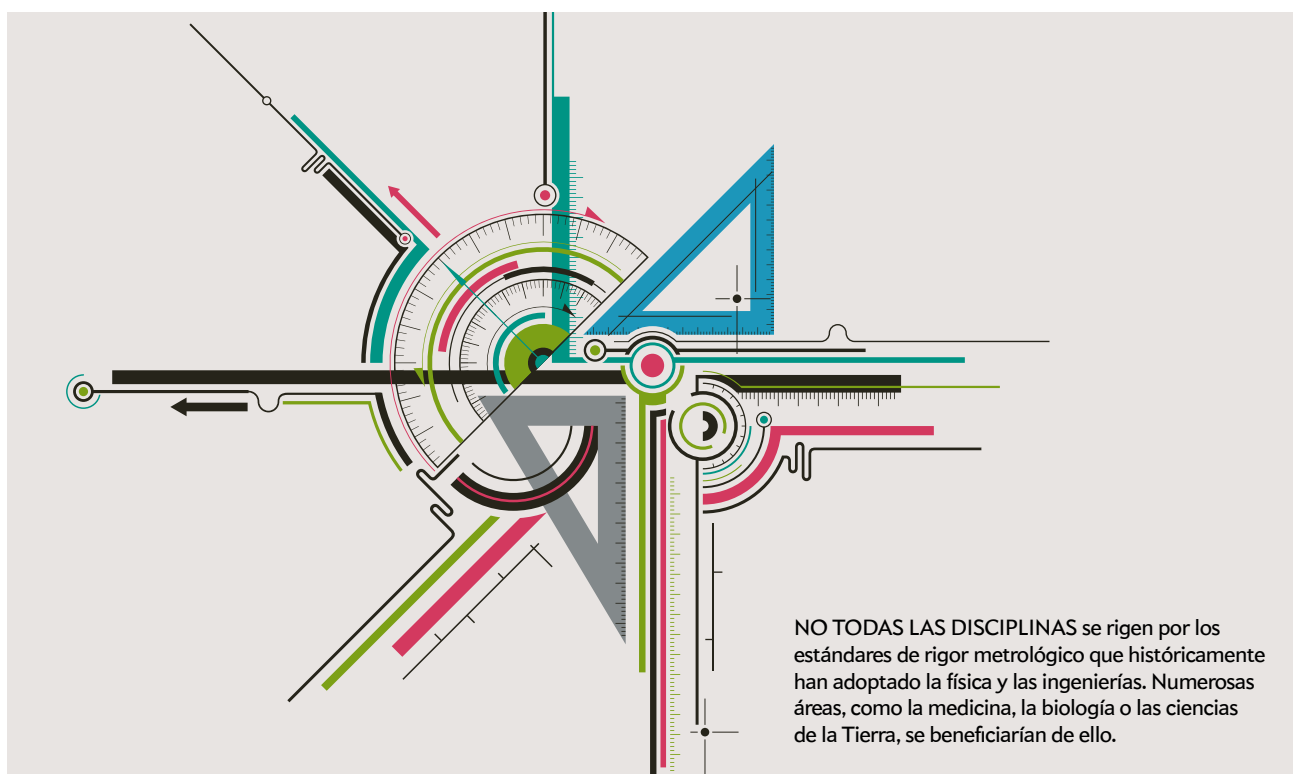 NO TODAS LAS DISCIPLINAS se rigen por los
estándares de rigor metrológico que históricamente
han adoptado la física y las ingenierías. Numerosas
áreas, como la medicina, la biología o las ciencias
de la Tierra, se beneficiarían de ello.